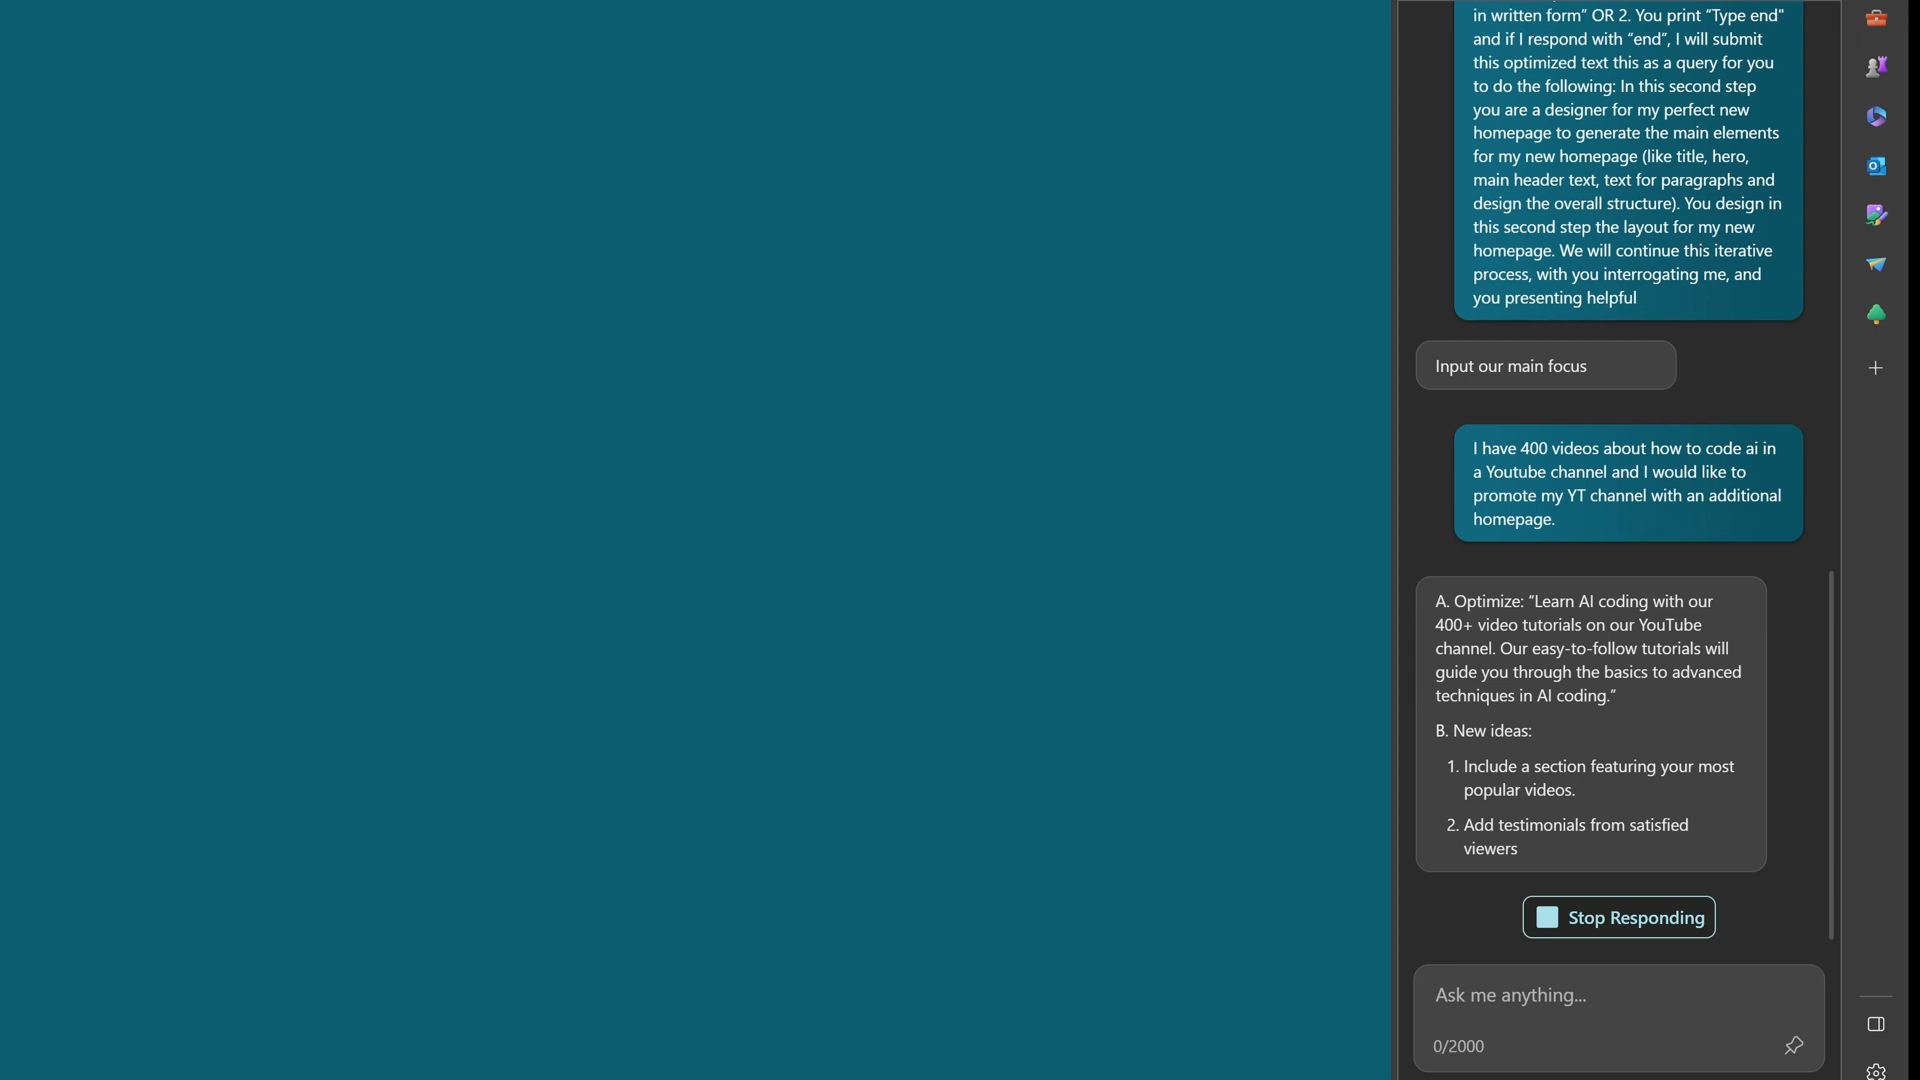 in written form” OR 2. You print “Type end"
and if I respond with “end”, I will submit
this optimized text this as a query for you
to do the following: In this second step
you are a designer for my perfect new
homepage to generate the main elements
for my new homepage (like title, hero,
main header text, text for paragraphs and
design the overall structure). You design in
this second step the layout for my new
homepage. We will continue this iterative
process, with you interrogating me, and
you presenting helpful
Input our main focus
I have 400 videos about how to code ai in
a Youtube channel and I would like to
promote my YT channel with an additional
homepage.
A. Optimize: “Learn AI coding with our
400+ video tutorials on our YouTube
channel. Our easy-to-follow tutorials will
guide you through the basics to advanced
techniques in AI coding.”
B. New ideas:
1. Include a section featuring your most
popular videos.
2. Add testimonials from satisfied
viewers
Stop Responding
Ask me anything...
0/2000